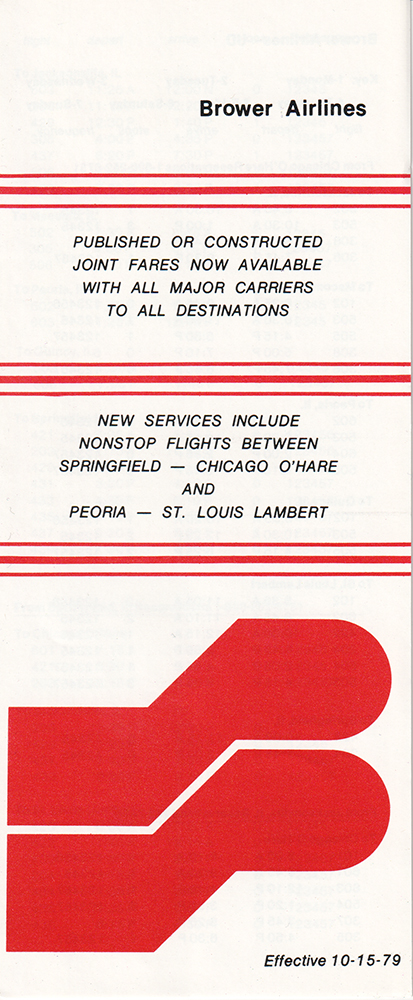 Brower Airlines
PUBLISHED OR CONSTRUCTED
JOINT FARES NOW AVAILABLE
WITH ALL MAJOR CARRIERS
TO ALL DESTINATIONS
NEW SERVICES INCLUDE
NONSTOP FLIGHTS BETWEEN
SPRINGFIELD — CHICAGO O'HARE
AND
PEORIA — ST. LOUIS LAMBERT
Effective 10-15-79